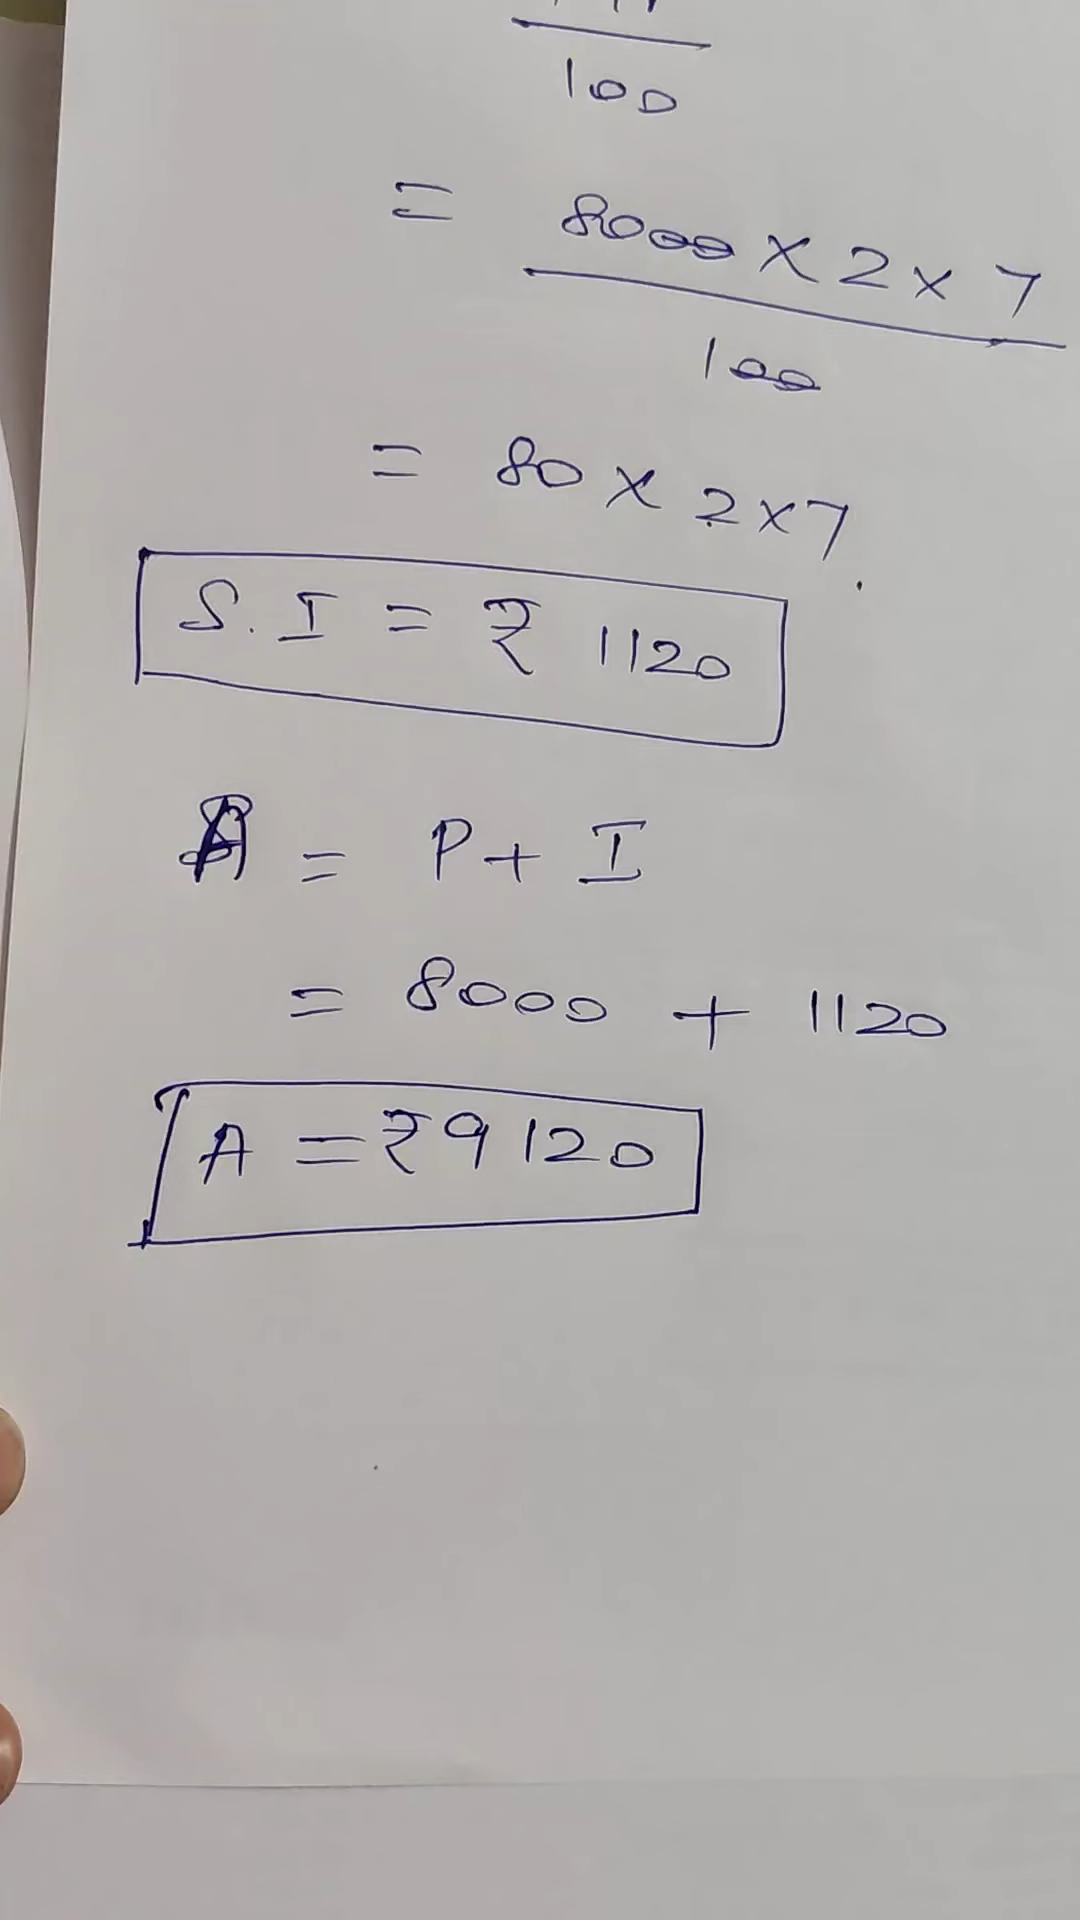 100
= 8000 × 2 × 7
100
= 80 × 2 × 7.
S. I = ₹ 1120
A = P + I
= 8000 + 1120
A = ₹ 9120